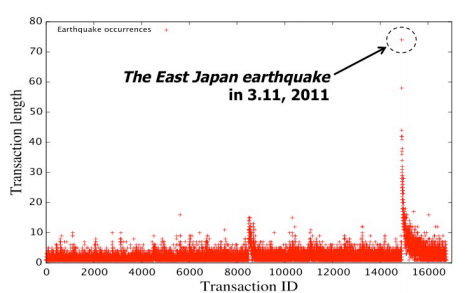 80
Earthquake occurrences
70
The East Japan earthquake
in 3.11, 2011
60
50
40
30
20
10
0
Transaction length
0 2000 4000 6000 8000 10000 12000 14000 16000
Transaction ID